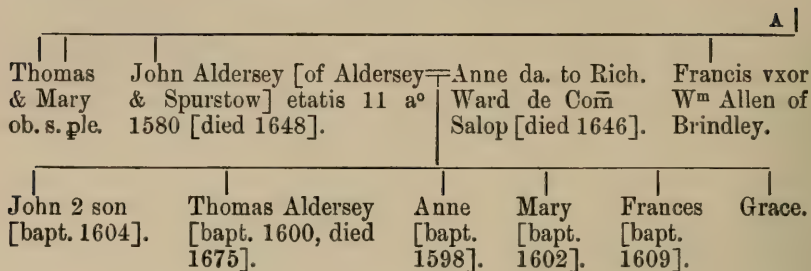 A
Thomas
& Mary
ob. s. ple.
John Aldersey [of Aldersey
& Spurstow] etatis 11 aº
1580 [died 1648].
Anne da. to Rich.
Ward de Com̄
Salop [died 1646].
Francis vxor
Wᵐ Allen of
Brindley.
John 2 son
[bapt. 1604].
Thomas Aldersey
[bapt. 1600, died
1675].
Anne
[bapt.
1598].
Mary
[bapt.
1602].
Frances
[bapt.
1609].
Grace.